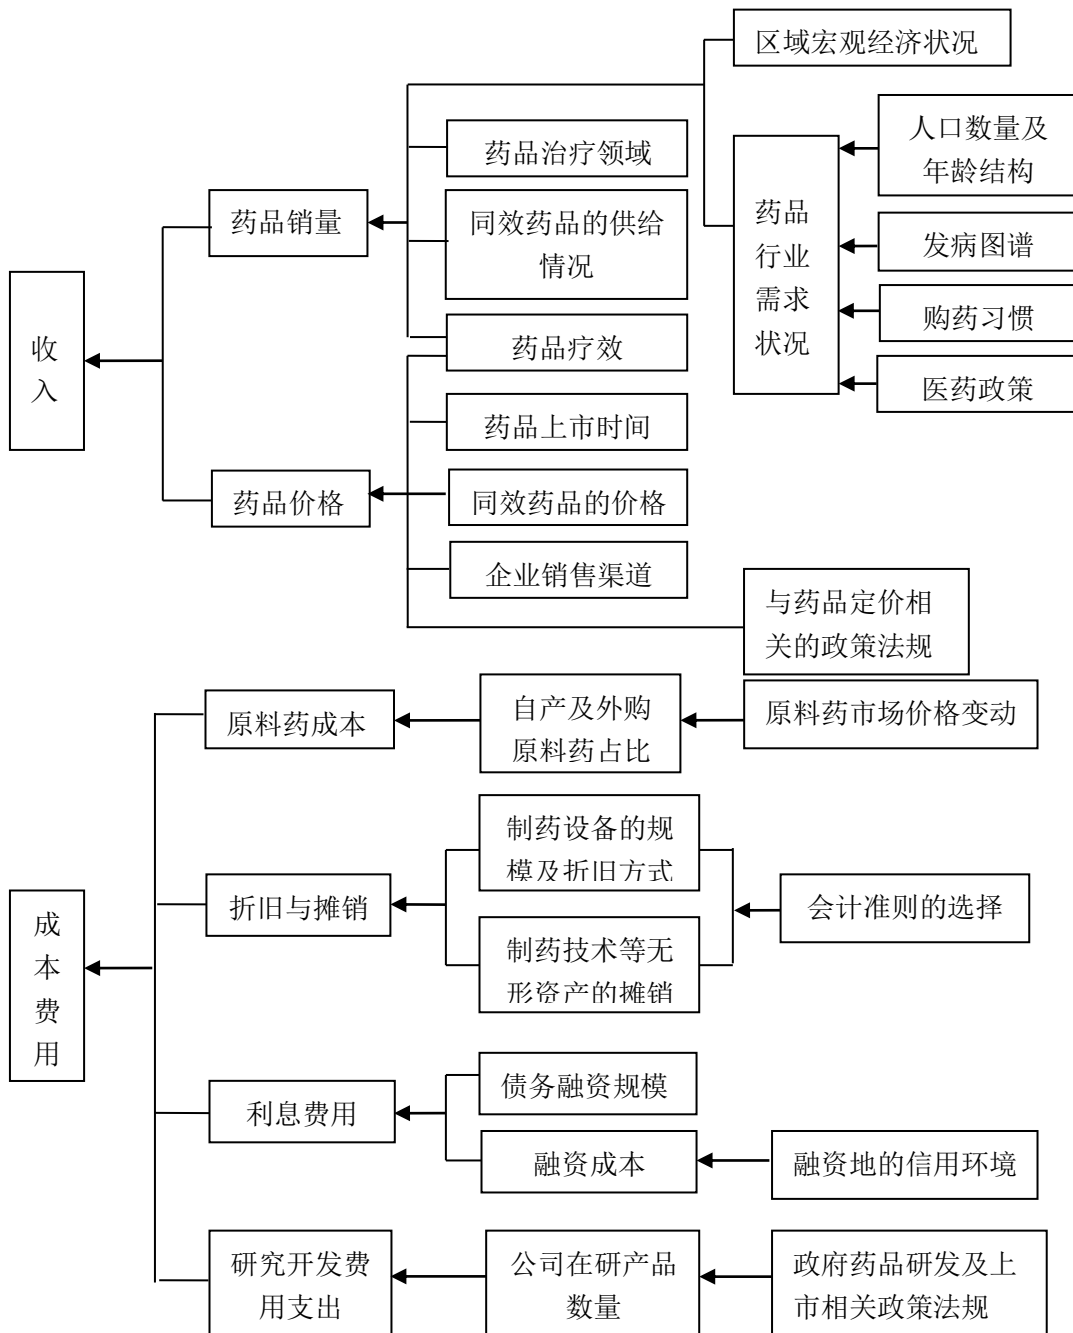 区域宏观经济状况
人口数量及
年龄结构
药品治疗领域
药品
行业
需求
状况
药品销量
同效药品的供给
情况
发病图谱
购药习惯
收
入
药品疗效
医药政策
药品上市时间
药品价格
同效药品的价格
企业销售渠道
与药品定价相
关的政策法规
原料药成本
自产及外购
原料药占比
原料药市场价格变动
制药设备的规
模及折旧方式
成
本
费
用
折旧与摊销
会计准则的选择
制药技术等无
形资产的摊销
债务融资规模
利息费用
融资成本
融资地的信用环境
研究开发费
用支出
公司在研产品
数量
政府药品研发及上
市相关政策法规